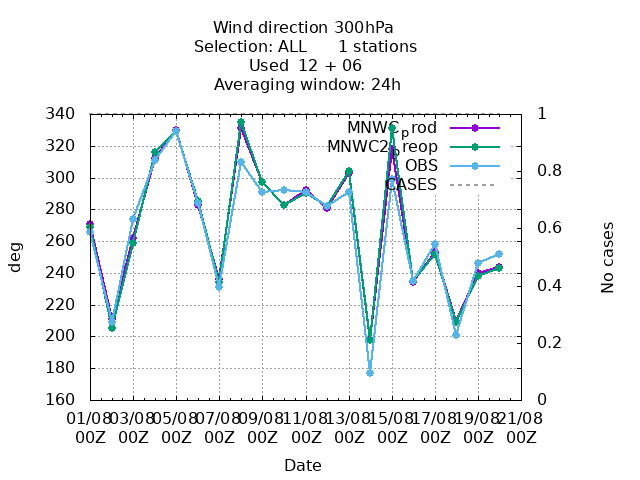 Wind direction 300hPa
Selection: ALL 1 stations
Used 12 + 06
Averaging window: 24h
340
320
300
280
260
240
220
200
180
160
deg
1
0.8
0.6
0.4
0.2
0
No cases
MNWC_prod
MNWC2_preop
OBS
CASES
01/08 03/08 05/08 07/08 09/08 11/08 13/08 15/08 17/08 19/08 21/08
00Z 00Z 00Z 00Z 00Z 00Z 00Z 00Z 00Z 00Z 00Z
Date